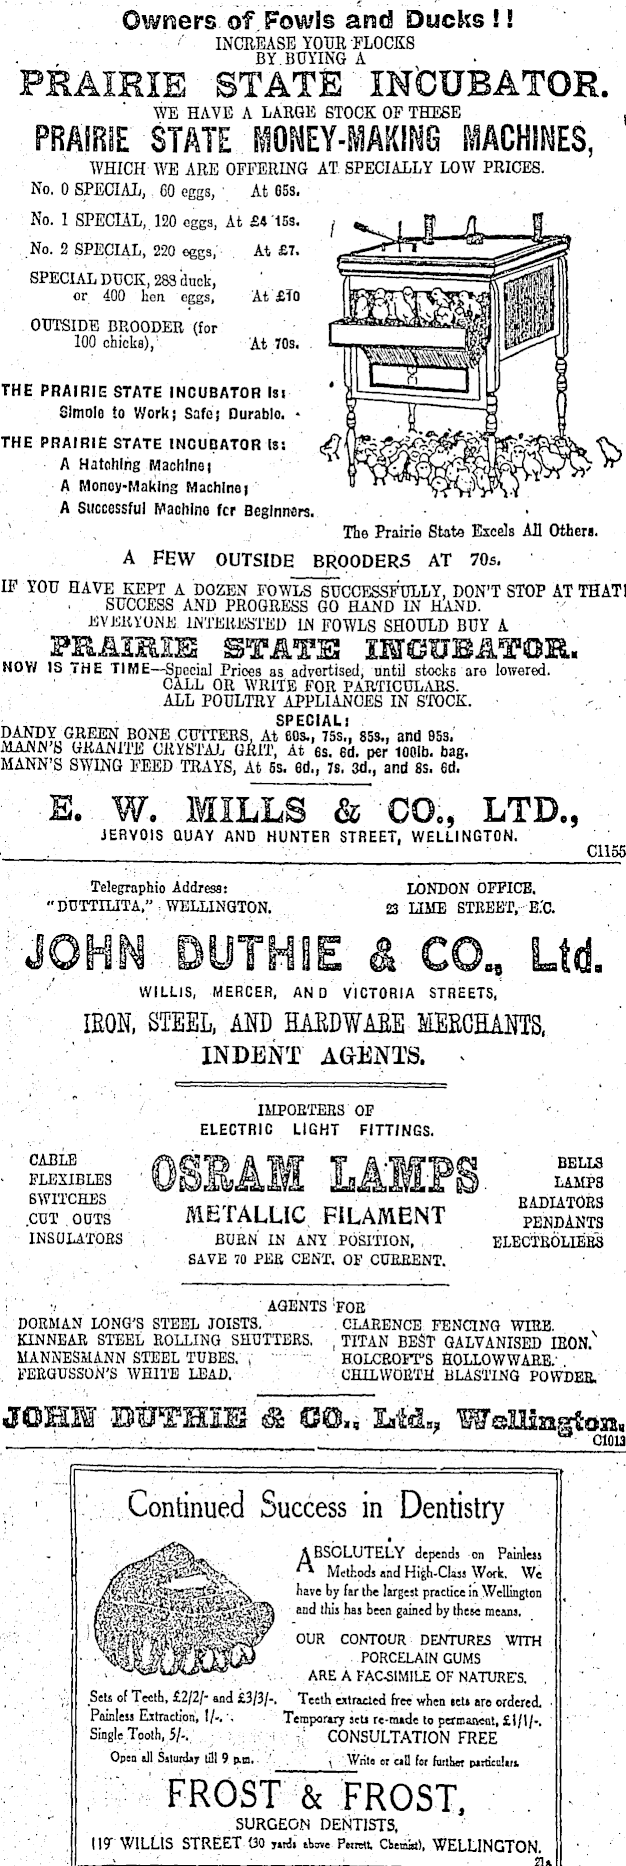 Owners of Fowls and Ducks!!
INCREASE YOUR FLOCKS
BY BUYING A
PRAIRIE STATE INCUBATOR.
WE HAVE A LARGE STOCK OF THESE
PRAIRIE STATE MONEY-MAKING MACHINES,
WHICH WE ARE OFFERING AT SPECIALLY LOW PRICES.
No. 0 SPECIAL, 60 eggs, At 65s.
No. 1 SPECIAL, 120 eggs, At £4 15s.
No. 2 SPECIAL, 220 eggs, At £7.
SPECIAL DUCK, 288 duck,
or 400 hen eggs, At £10
OUTSIDE BROODER (for
100 chicks), At 70s.
THE PRAIRIE STATE INCUBATOR Is:
Simple to Work; Safe; Durable.
THE PRAIRIE STATE INCUBATOR Is:
A Hatching Machine;
A Money-Making Machine;
A Successful Machine for Beginners.
The Prairie State Excels All Others.
A FEW OUTSIDE BROODERS AT 70s.
IF YOU HAVE KEPT A DOZEN FOWLS SUCCESSFULLY, DON'T STOP AT THAT!
SUCCESS AND PROGRESS GO HAND IN HAND.
EVERYONE INTERESTED IN FOWLS SHOULD BUY A
PRAIRIE STATE INCUBATOR.
NOW IS THE TIME—Special Prices as advertised, until stocks are lowered.
CALL OR WRITE FOR PARTICULARS.
ALL POULTRY APPLIANCES IN STOCK.
SPECIAL:
DANDY GREEN BONE CUTTERS, At 60s., 75s., 85s., and 95s.
MANN'S GRANITE CRYSTAL GRIT, At 6s. 6d. per 100lb. bag.
MANN'S SWING FEED TRAYS, At 5s. 6d., 7s. 3d., and 8s. 6d.
E. W. MILLS & CO., LTD.,
JERVOIS QUAY AND HUNTER STREET, WELLINGTON.
C1155
Telegraphic Address: LONDON OFFICE.
"DUTTILITA," WELLINGTON. 23 LIME STREET, E.C.
JOHN DUTHIE & CO., Ltd.
WILLIS, MERCER, AND VICTORIA STREETS,
IRON, STEEL, AND HARDWARE MERCHANTS,
INDENT AGENTS.
IMPORTERS OF
ELECTRIC LIGHT FITTINGS.
CABLE
FLEXIBLES
SWITCHES
CUT OUTS
INSULATORS
OSRAM LAMPS
METALLIC FILAMENT
BURN IN ANY POSITION,
SAVE 70 PER CENT. OF CURRENT.
BELLS
LAMPS
RADIATORS
PENDANTS
ELECTROLIERS
AGENTS FOR
DORMAN LONG'S STEEL JOISTS. CLARENCE FENCING WIRE.
KINNEAR STEEL ROLLING SHUTTERS. TITAN BEST GALVANISED IRON.
MANNESMANN STEEL TUBES. HOLCROFT'S HOLLOWWARE.
FERGUSSON'S WHITE LEAD. CHILWORTH BLASTING POWDER.
JOHN DUTHIE & CO., Ltd., Wellington.
C1013
Continued Success in Dentistry
ABSOLUTELY depends on Painless
Methods and High-Class Work. We
have by far the largest practice in Wellington
and this has been gained by these means.
OUR CONTOUR DENTURES WITH
PORCELAIN GUMS
ARE A FAC-SIMILE OF NATURE'S.
Sets of Teeth, £2/2/- and £3/3/-. Teeth extracted free when sets are ordered.
Painless Extraction, 1/-. Temporary sets re-made to permanent, £1/1/-.
Single Tooth, 5/-. CONSULTATION FREE
Open all Saturday till 9 p.m. Write or call for further particulars.
FROST & FROST,
SURGEON DENTISTS,
119 WILLIS STREET (30 yards above Perrett, Chemist), WELLINGTON.